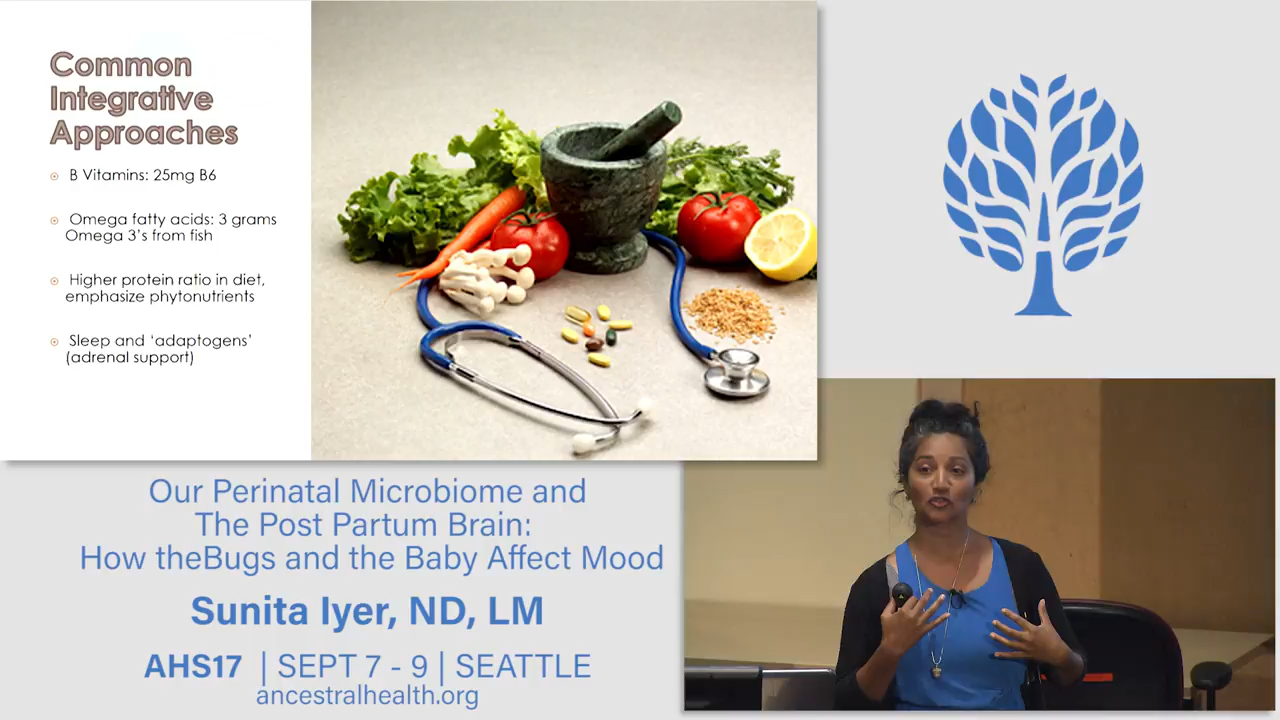 Common
Integrative
Approaches
B Vitamins: 25mg B6
Omega fatty acids: 3 grams
Omega 3's from fish
Higher protein ratio in diet,
emphasize phytonutrients
Sleep and 'adaptogens'
(adrenal support)
Our Perinatal Microbiome and
The Post Partum Brain:
How theBugs and the Baby Affect Mood
Sunita Iyer, ND, LM
AHS17 | SEPT 7 - 9 | SEATTLE
ancestralhealth.org